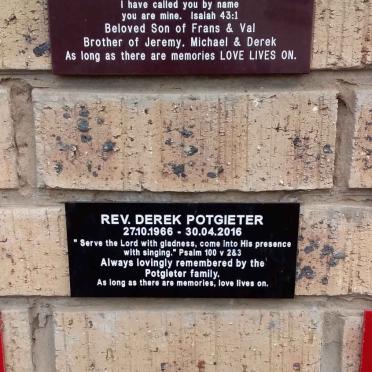 I have called you by name
you are mine. Isaiah 43:1
Beloved Son of Frans & Val
Brother of Jeremy, Michael & Derek
As long as there are memories LOVE LIVES ON.
REV. DEREK POTGIETER
27.10.1966 - 30.04.2016
" Serve the Lord with gladness, come into His presence
with singing." Psalm 100 v 2&3
Always lovingly remembered by the
Potgieter family.
As long as there are memories, love lives on.